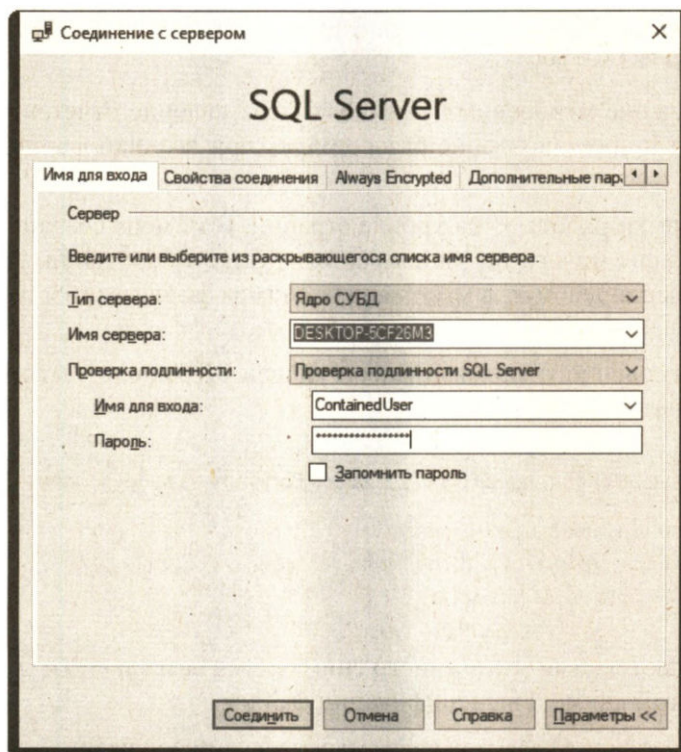 Соединение с сервером
SQL Server
Имя для входа Свойства соединения Always Encrypted Дополнительные пар
Сервер
Введите или выберите из раскрывающегося списка имя сервера.
Тип сервера: Ядро СУБД
Имя сервера: DESKTOP-5CF26M3
Проверка подлинности: Проверка подлинности SQL Server
Имя для входа: ContainedUser
Пароль: ******************
Запомнить пароль
Соединить Отмена Справка Параметры <<